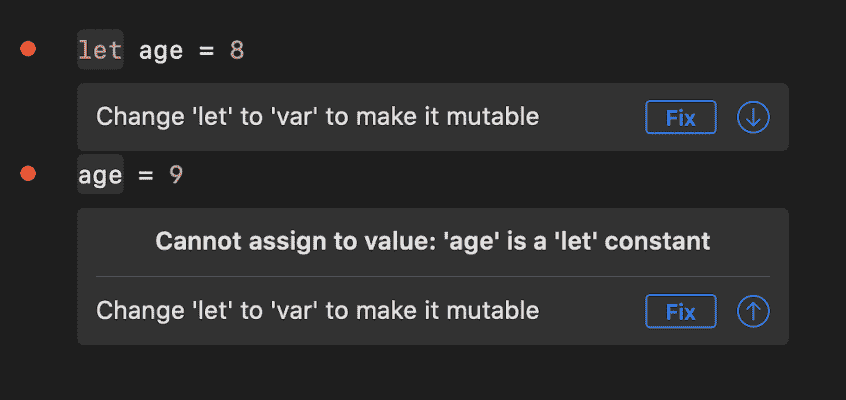 let age = 8
Change 'let' to 'var' to make it mutable Fix
age = 9
Cannot assign to value: 'age' is a 'let' constant
Change 'let' to 'var' to make it mutable Fix